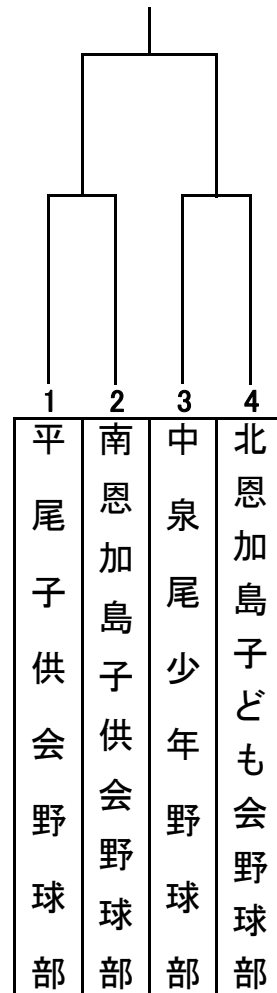 1 2 3 4
平尾子供会野球部
南恩加島子供会野球部
中泉尾少年野球部
北恩加島子ども会野球部